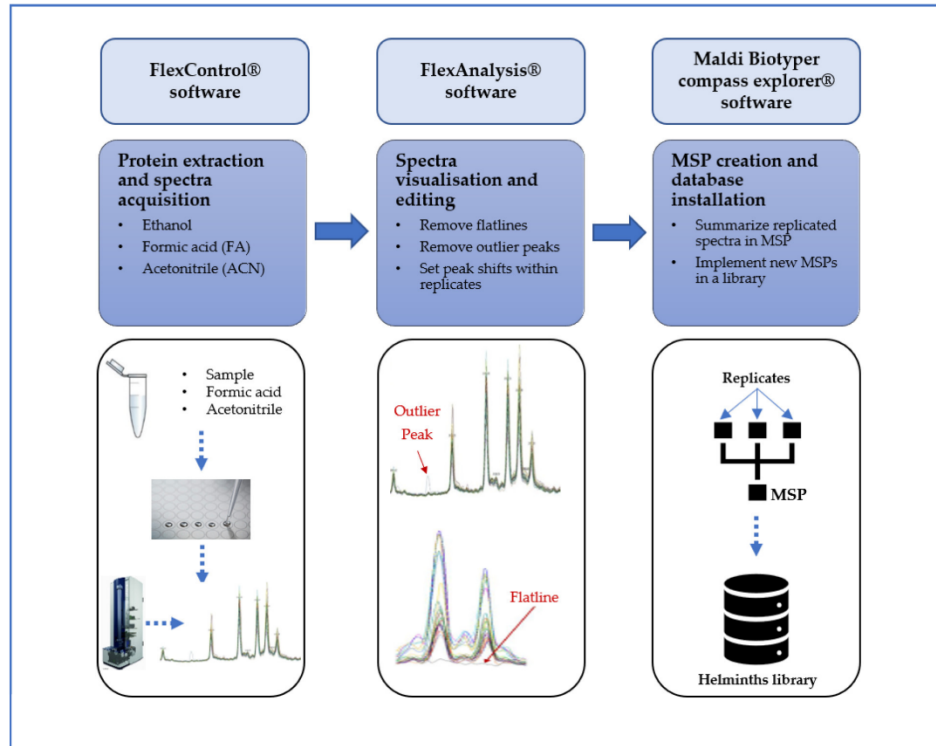 FlexControl®
software
FlexAnalysis®
software
Maldi Biotyper
compass explorer®
software
Protein extraction
and spectra
acquisition
• Ethanol
• Formic acid (FA)
• Acetonitrile (ACN)
Spectra
visualisation and
editing
• Remove flatlines
• Remove outlier peaks
• Set peak shifts within
replicates
MSP creation and
database
installation
• Summarize replicated
spectra in MSP
• Implement new MSPs
in a library
• Sample
• Formic acid
• Acetonitrile
Outlier
Peak
Flatline
Replicates
MSP
Helminths library